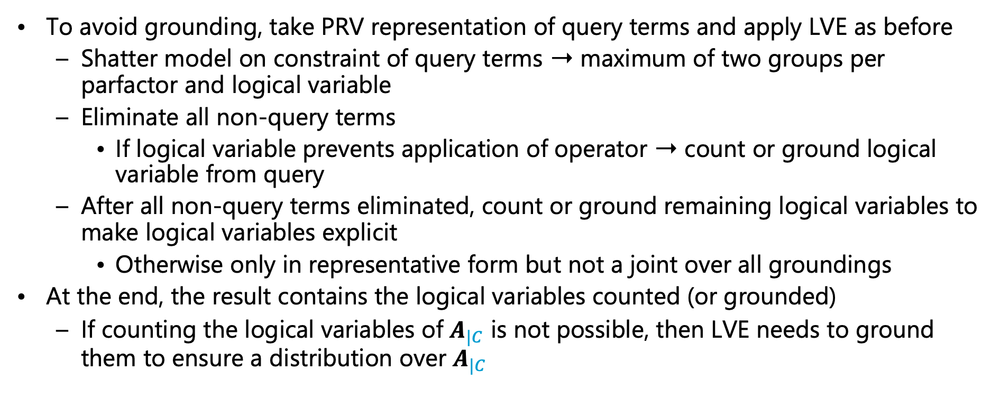 • To avoid grounding, take PRV representation of query terms and apply LVE as before
– Shatter model on constraint of query terms → maximum of two groups per
parfactor and logical variable
– Eliminate all non-query terms
• If logical variable prevents application of operator → count or ground logical
variable from query
– After all non-query terms eliminated, count or ground remaining logical variables to
make logical variables explicit
• Otherwise only in representative form but not a joint over all groundings
• At the end, the result contains the logical variables counted (or grounded)
– If counting the logical variables of A|C is not possible, then LVE needs to ground
them to ensure a distribution over A|C